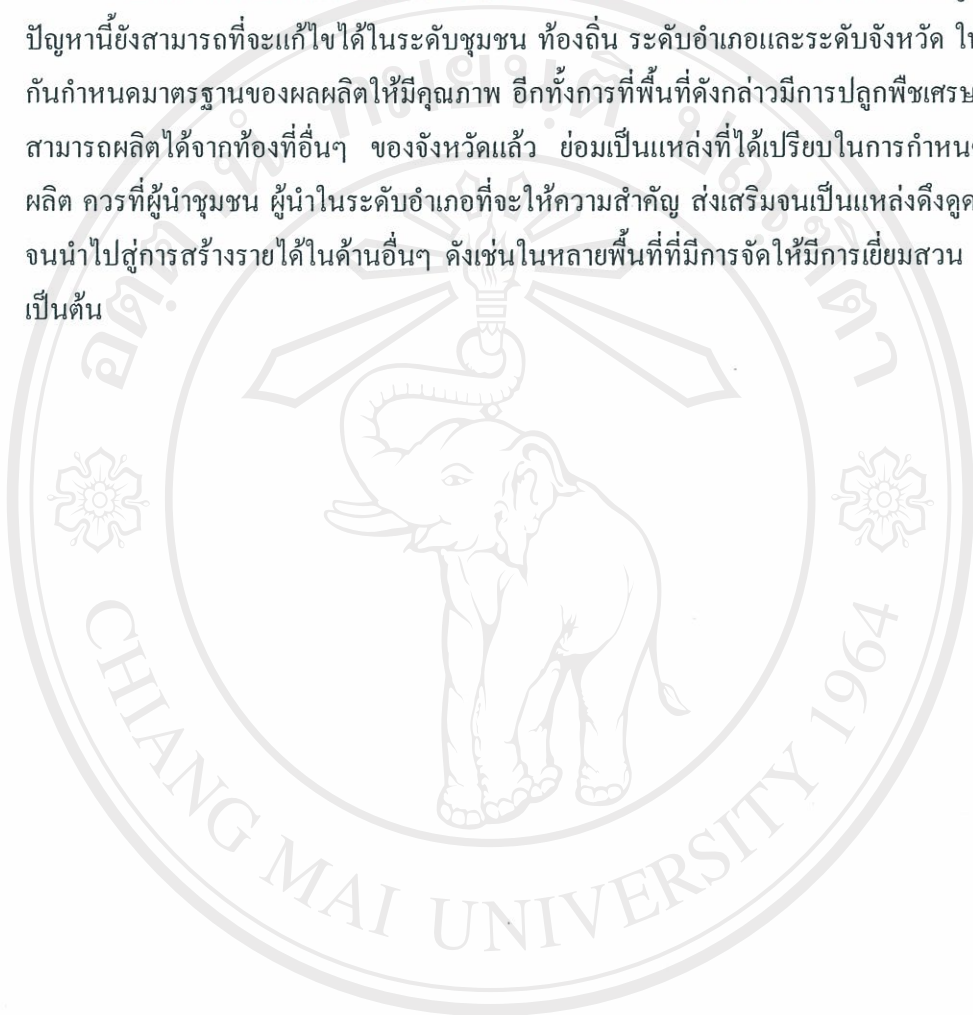 ปัญหานี้ยังสามารถที่จะแก้ไขได้ในระดับชุมชน ท้องถิ่น ระดับอำเภอและระดับจังหวัด
กันกำหนดมาตรฐานของผลผลิตให้มีคุณภาพ อีกทั้งการที่พื้นที่ดังกล่าวมีการปลูกพืชเศรษ
สามารถผลิตได้จากท้องที่อื่นๆ ของจังหวัดแล้ว ย่อมเป็นแหล่งที่ได้เปรียบในการกำหน
ผลิต ควรที่ผู้นำชุมชน ผู้นำในระดับอำเภอที่จะให้ความสำคัญ ส่งเสริมจนเป็นแหล่งดึงดูด
จนนำไปสู่การสร้างรายได้ในด้านอื่นๆ ดังเช่นในหลายพื้นที่ที่มีการจัดให้มีการเยี่ยมสวน
เป็นต้น
อตฺตานํ ทมยนฺติ ปณฺฑิตา
CHIANG MAI UNIVERSITY 1964